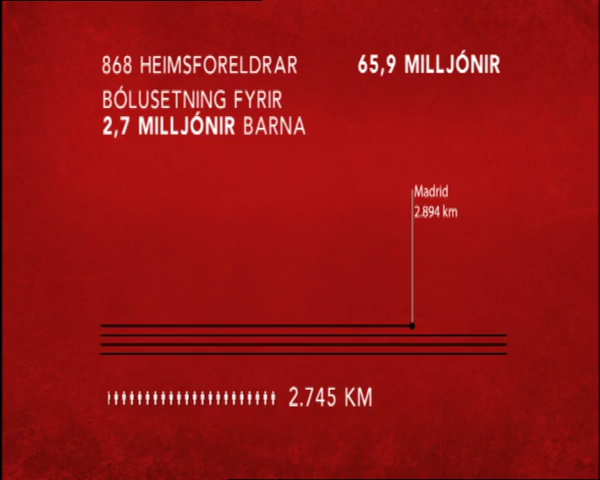 868 HEIMSFORELDRAR 65,9 MILLJÓNIR
BÓLUSETNING FYRIR
2,7 MILLJÓNIR BARNA
Madrid
2.894 km
2.745 KM